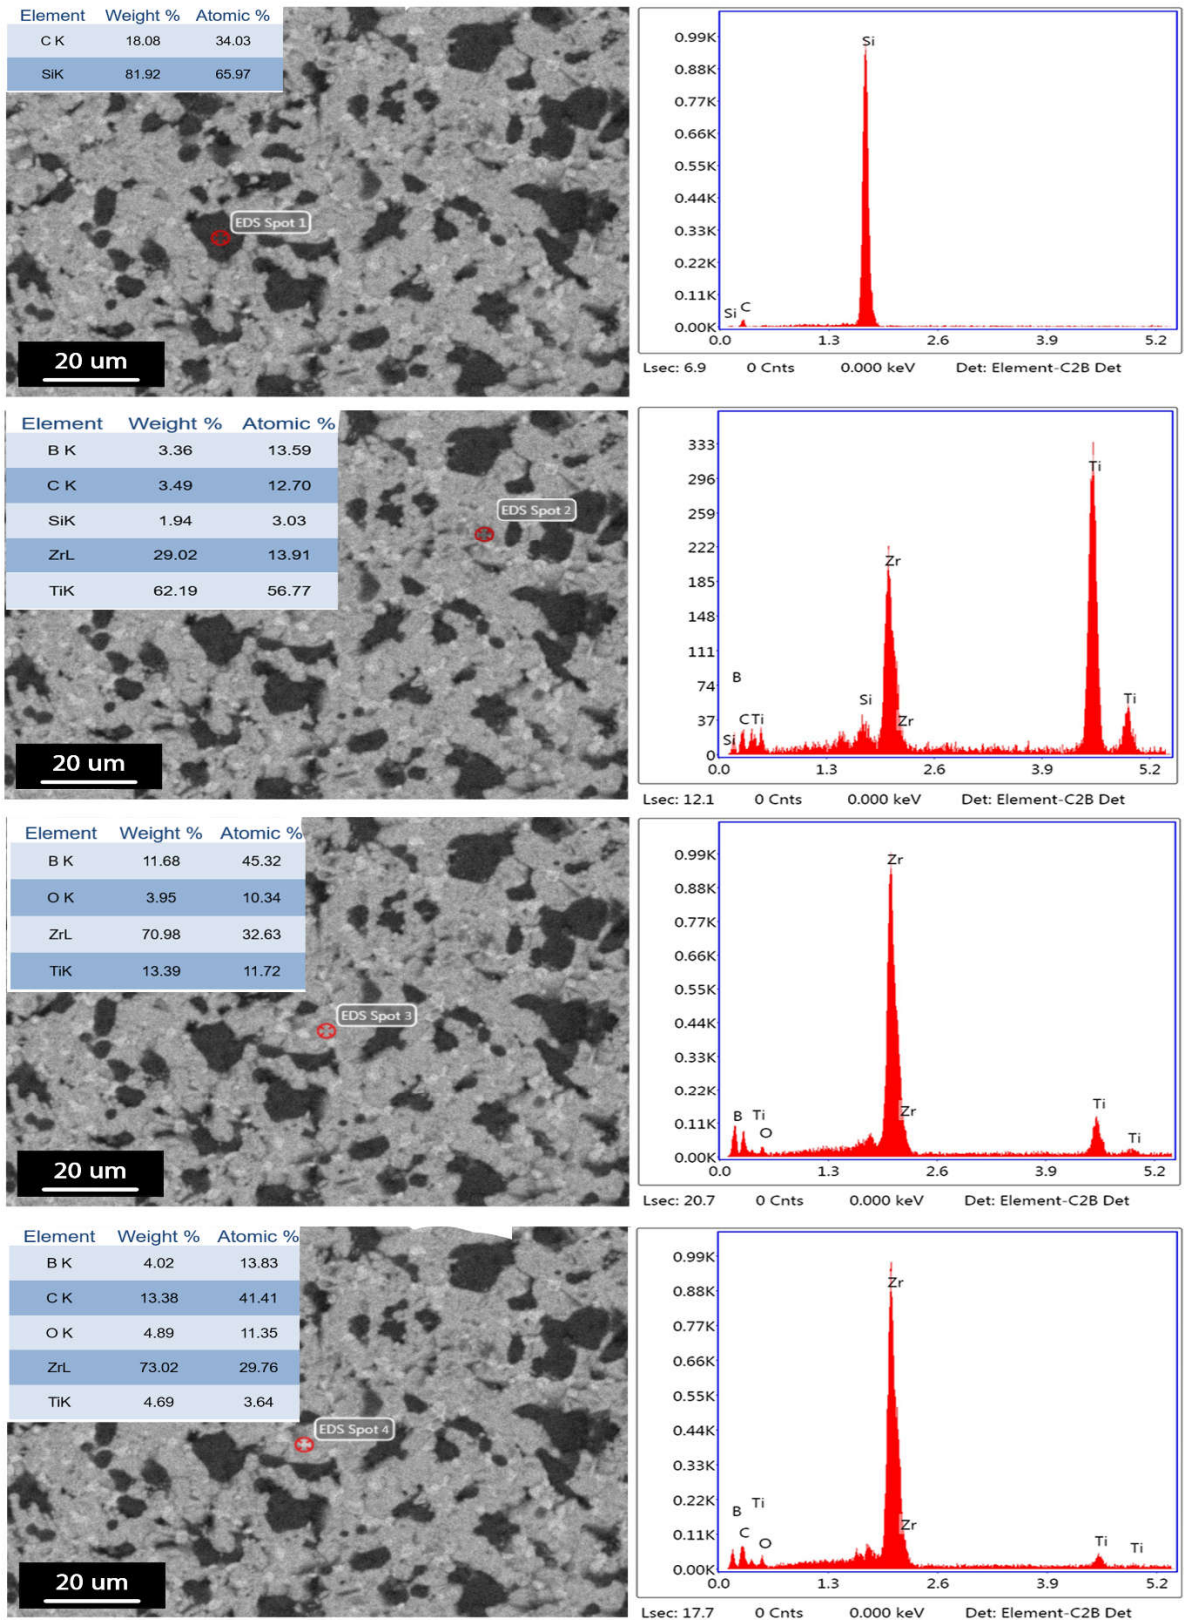 Element Weight % Atomic %
C K 18.08 34.03
SiK 81.92 65.97
EDS Spot 1
20 um
0.99K
0.88K
0.77K
0.66K
0.55K
0.44K
0.33K
0.22K
0.11K
0.00K
Si
Si C
0.0 1.3 2.6 3.9 5.2
Lsec: 6.9 0 Cnts 0.000 keV Det: Element-C2B Det
Element Weight % Atomic %
B K 3.36 13.59
C K 3.49 12.70
SiK 1.94 3.03
ZrL 29.02 13.91
TiK 62.19 56.77
EDS Spot 2
20 um
333
296
259
222
185
148
111
74
37
0
Ti
Zr
B
Si
Ti
C Ti
Zr
Si
0.0 1.3 2.6 3.9 5.2
Lsec: 12.1 0 Cnts 0.000 keV Det: Element-C2B Det
Element Weight % Atomic %
B K 11.68 45.32
O K 3.95 10.34
ZrL 70.98 32.63
TiK 13.39 11.72
EDS Spot 3
20 um
0.99K
0.88K
0.77K
0.66K
0.55K
0.44K
0.33K
0.22K
0.11K
0.00K
Zr
B Ti
Zr
Ti
O
Ti
0.0 1.3 2.6 3.9 5.2
Lsec: 20.7 0 Cnts 0.000 keV Det: Element-C2B Det
Element Weight % Atomic %
B K 4.02 13.83
C K 13.38 41.41
O K 4.89 11.35
ZrL 73.02 29.76
TiK 4.69 3.64
EDS Spot 4
20 um
0.99K
0.88K
0.77K
0.66K
0.55K
0.44K
0.33K
0.22K
0.11K
0.00K
Zr
Ti
B
Zr
C
O
Ti Ti
0.0 1.3 2.6 3.9 5.2
Lsec: 17.7 0 Cnts 0.000 keV Det: Element-C2B Det